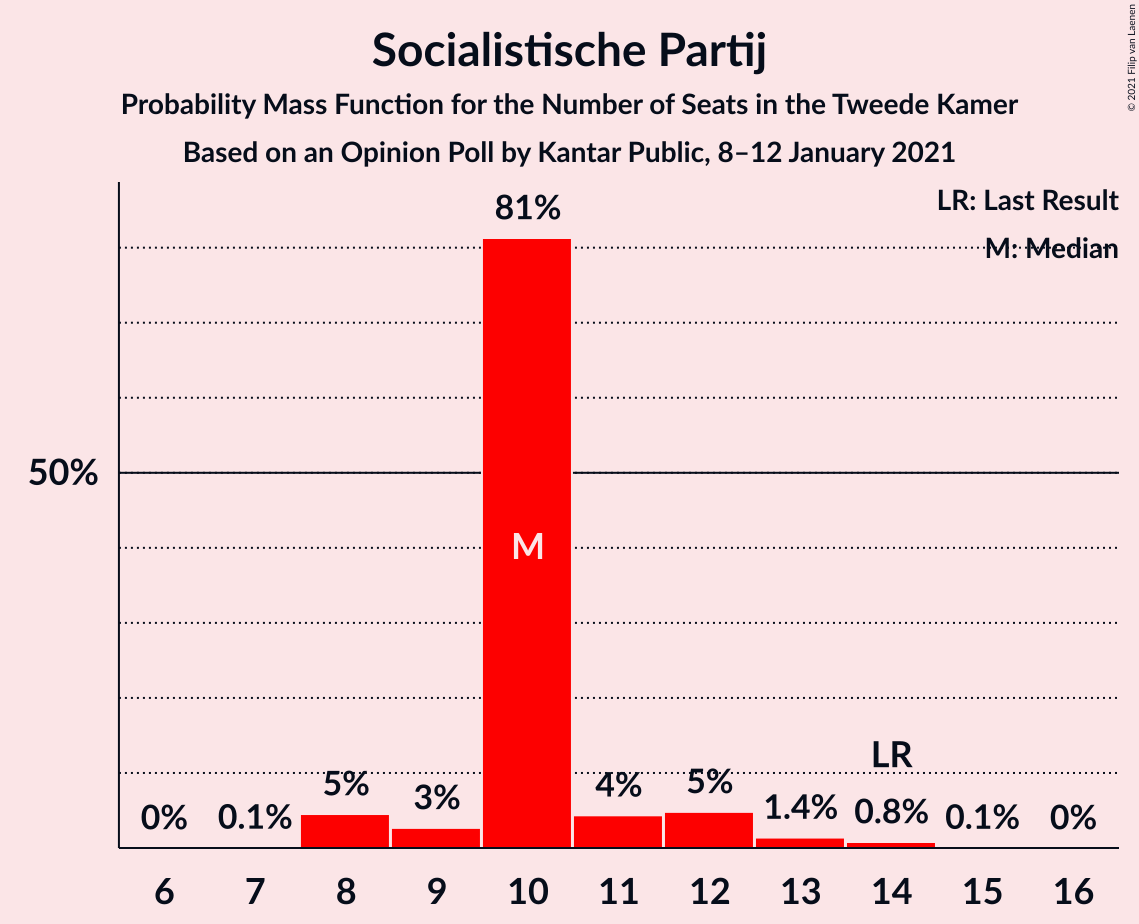 Socialistische Partij
Probability Mass Function for the Number of Seats in the Tweede Kamer
Based on an Opinion Poll by Kantar Public, 8–12 January 2021
© 2021 Filip van Laenen
LR: Last Result
M: Median
81%
50%
M
LR
0% 0.1% 5% 3% 4% 5% 1.4% 0.8% 0.1% 0%
6 7 8 9 10 11 12 13 14 15 16